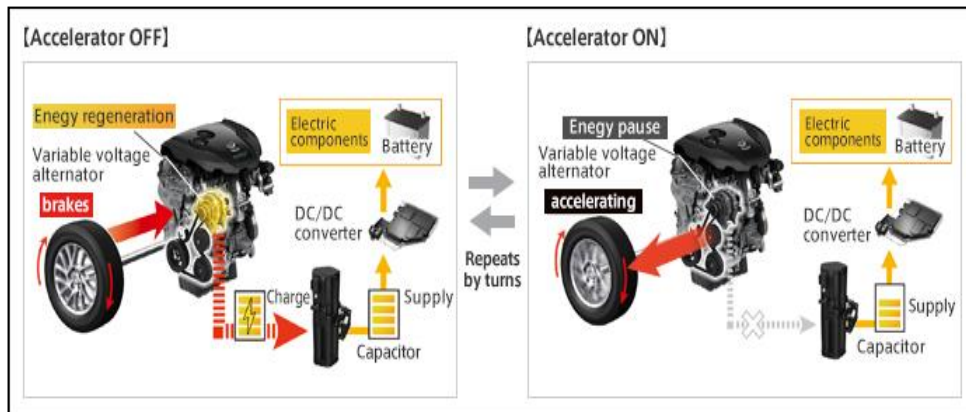 【Accelerator OFF】
Enegy regeneration
Variable voltage
alternator
brakes
Electric
components
Battery
DC/DC
converter
Charge
Supply
Capacitor
Repeats
by turns
【Accelerator ON】
Enegy pause
Variable voltage
alternator
accelerating
Electric
components
Battery
DC/DC
converter
Supply
Capacitor